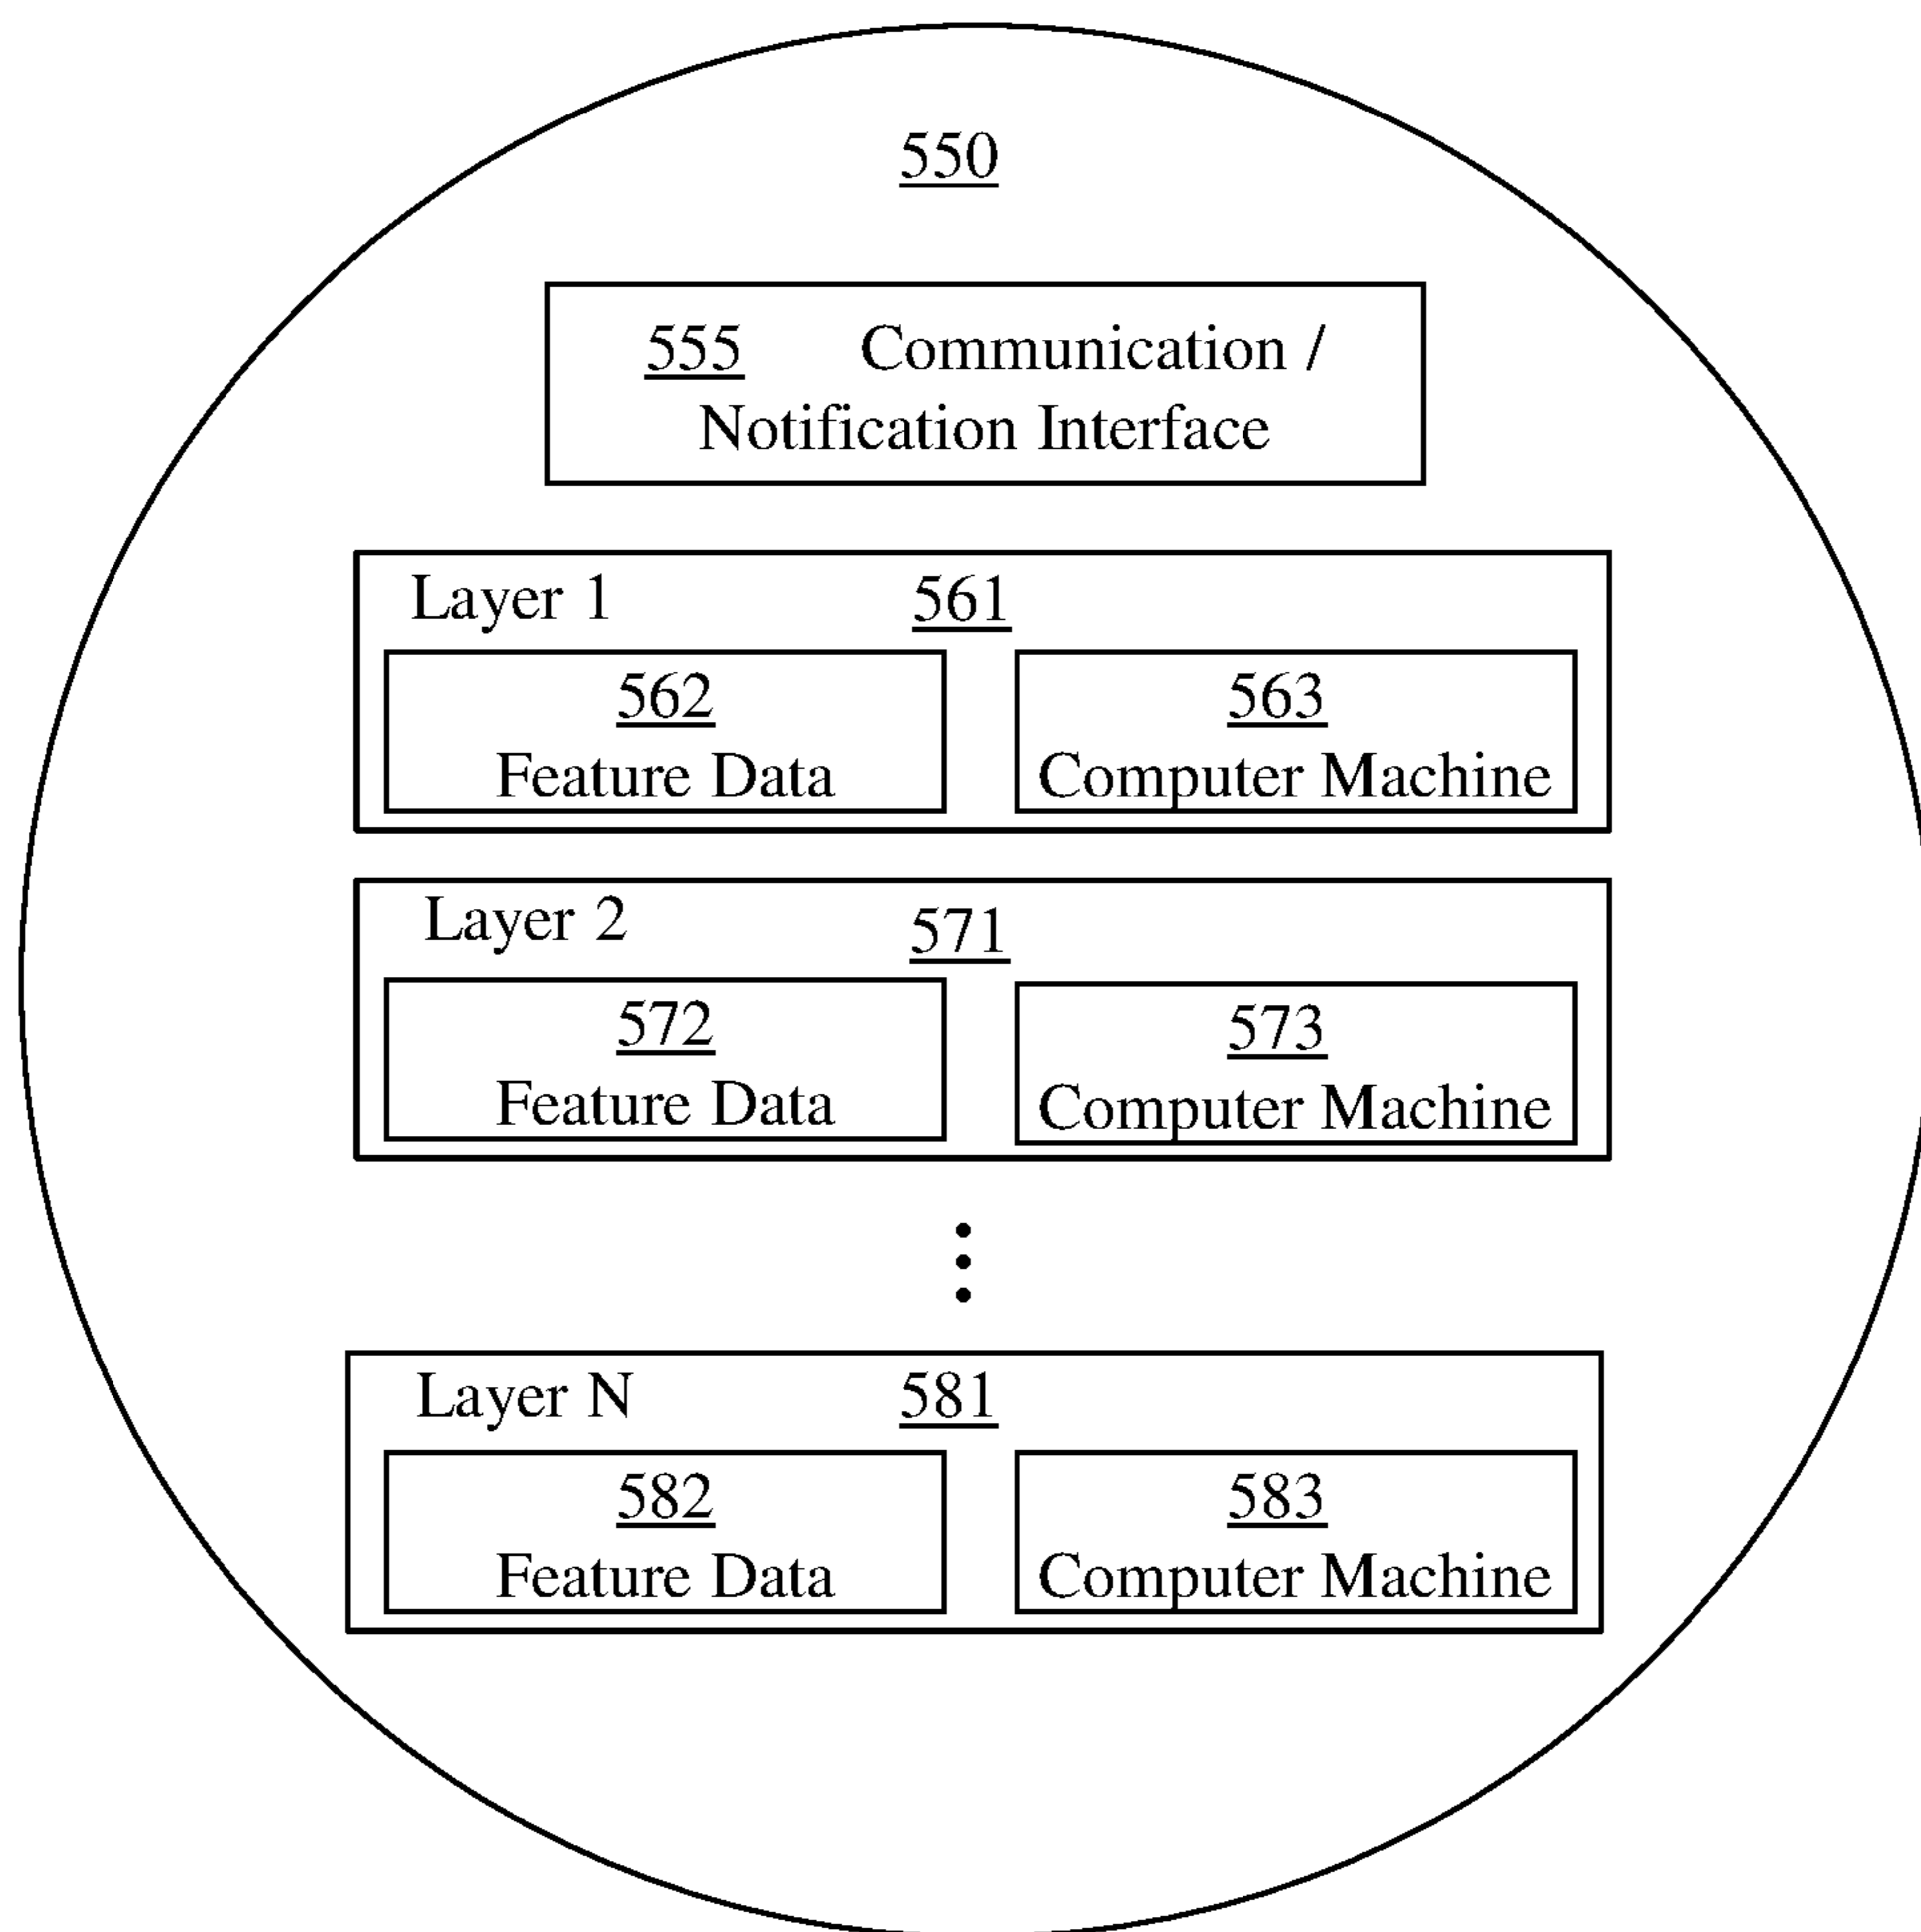 550
555 Communication /
Notification Interface
Layer 1 561
562 563
Feature Data Computer Machine
Layer 2 571
572 573
Feature Data Computer Machine
Layer N 581
582 583
Feature Data Computer Machine